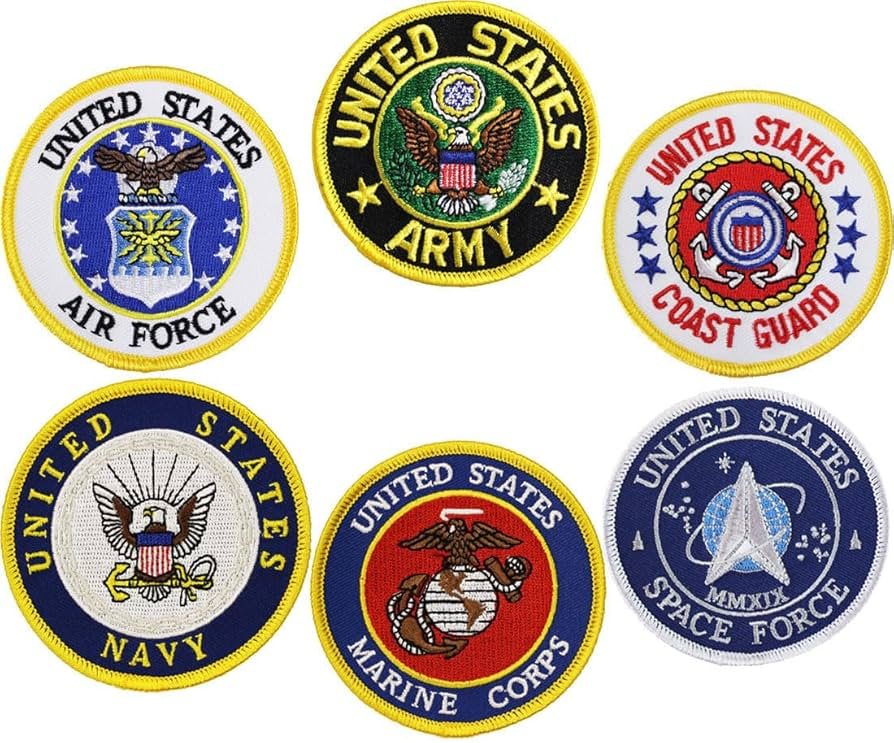 UNITED STATES
AIR FORCE
UNITED STATES
ARMY
UNITED STATES
COAST GUARD
UNITED STATES
NAVY
UNITED STATES
MARINE CORPS
UNITED STATES
MMXIX
SPACE FORCE